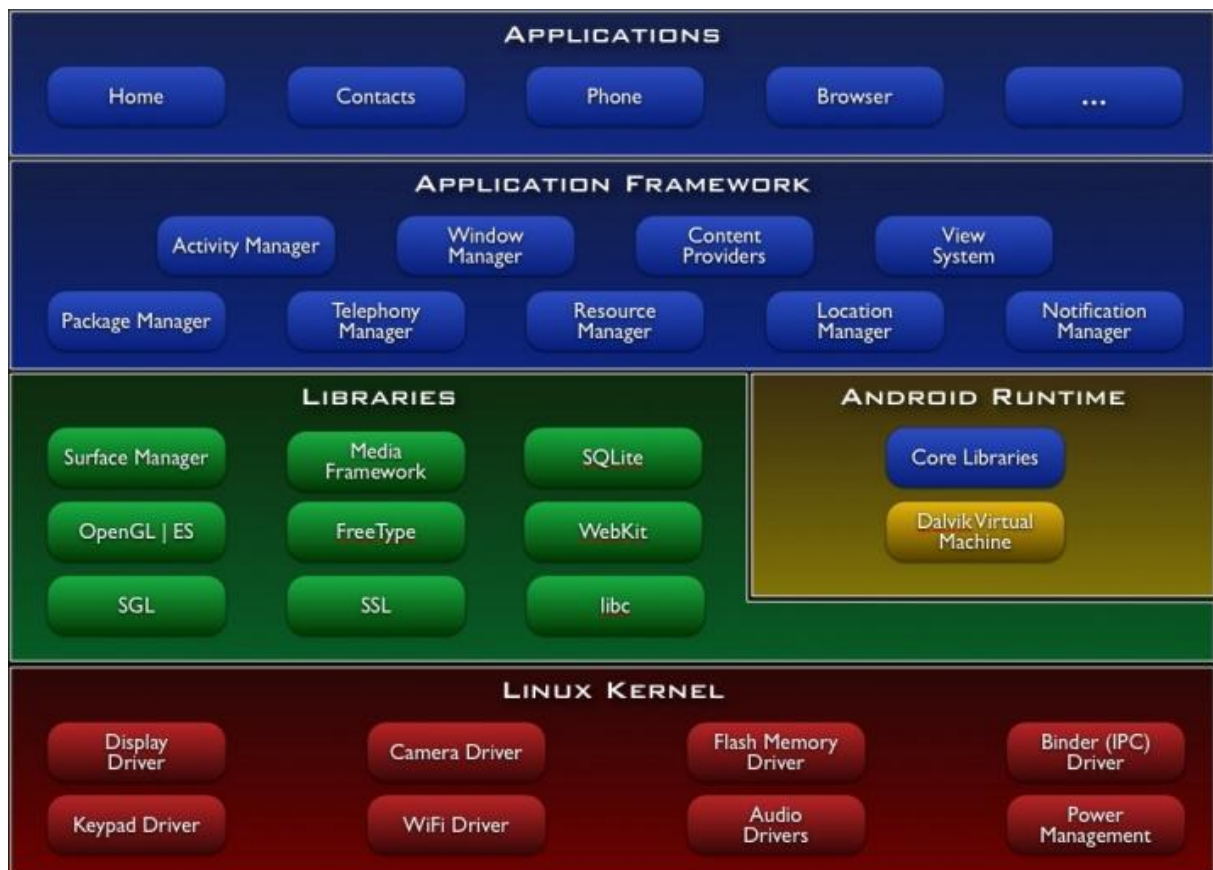 APPLICATIONS
Home
Contacts
Phone
Browser
...
APPLICATION FRAMEWORK
Activity Manager
Window
Manager
Content
Providers
View
System
Package Manager
Telephony
Manager
Resource
Manager
Location
Manager
Notification
Manager
LIBRARIES
Surface Manager
Media
Framework
SQLite
OpenGL | ES
FreeType
WebKit
SGL
SSL
libc
ANDROID RUNTIME
Core Libraries
Dalvik Virtual
Machine
LINUX KERNEL
Display
Driver
Camera Driver
Flash Memory
Driver
Binder (IPC)
Driver
Keypad Driver
WiFi Driver
Audio
Drivers
Power
Management